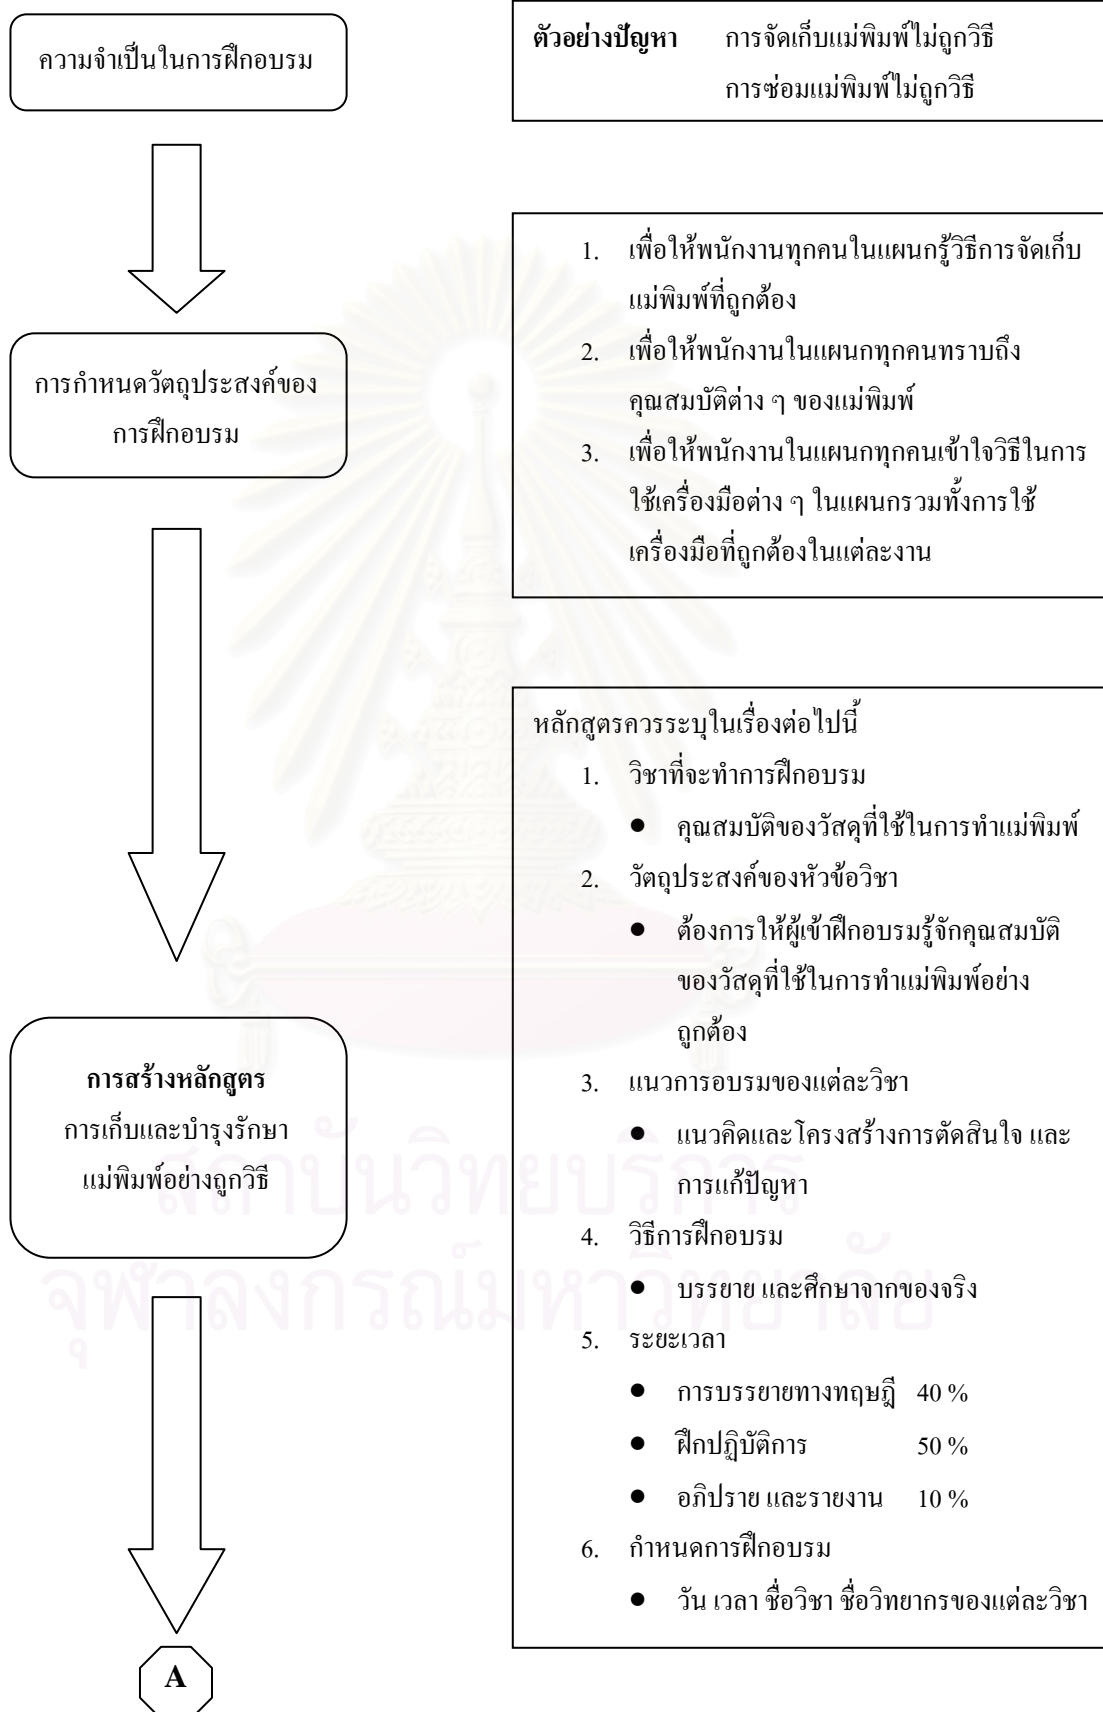 ความจำเป็นในการฝึกอบรม
ตัวอย่างปัญหา การจัดเก็บแม่พิมพ์ไม่ถูกวิธี
การซ่อมแม่พิมพ์ไม่ถูกวิธี
การกำหนดวัตถุประสงค์ของ
การฝึกอบรม
1. เพื่อให้พนักงานทุกคนในแผนกรู้วิธีการจัดเก็บ
แม่พิมพ์ที่ถูกต้อง
2. เพื่อให้พนักงานในแผนกทุกคนทราบถึง
คุณสมบัติต่าง ๆ ของแม่พิมพ์
3. เพื่อให้พนักงานในแผนกทุกคนเข้าใจวิธีในการ
ใช้เครื่องมือต่าง ๆ ในแผนกรวมทั้งการใช้
เครื่องมือที่ถูกต้องในแต่ละงาน
การสร้างหลักสูตร
การเก็บและบำรุงรักษา
แม่พิมพ์อย่างถูกวิธี
หลักสูตรควรระบุในเรื่องต่อไปนี้
1. วิชาที่จะทำการฝึกอบรม
● คุณสมบัติของวัสดุที่ใช้ในการทำแม่พิมพ์
2. วัตถุประสงค์ของหัวข้อวิชา
● ต้องการให้ผู้เข้าฝึกอบรมรู้จักคุณสมบัติ
ของวัสดุที่ใช้ในการทำแม่พิมพ์อย่าง
ถูกต้อง
3. แนวการอบรมของแต่ละวิชา
● แนวคิดและโครงสร้างการตัดสินใจ และ
การแก้ปัญหา
4. วิธีการฝึกอบรม
● บรรยาย และศึกษาจากของจริง
5. ระยะเวลา
● การบรรยายทางทฤษฎี 40 %
● ฝึกปฏิบัติการ 50 %
● อภิปราย และรายงาน 10 %
6. กำหนดการฝึกอบรม
● วัน เวลา ชื่อวิชา ชื่อวิทยากรของแต่ละวิชา
A
สถาบันวิทยบริการ
จุฬาลงกรณ์มหาวิทยาลัย